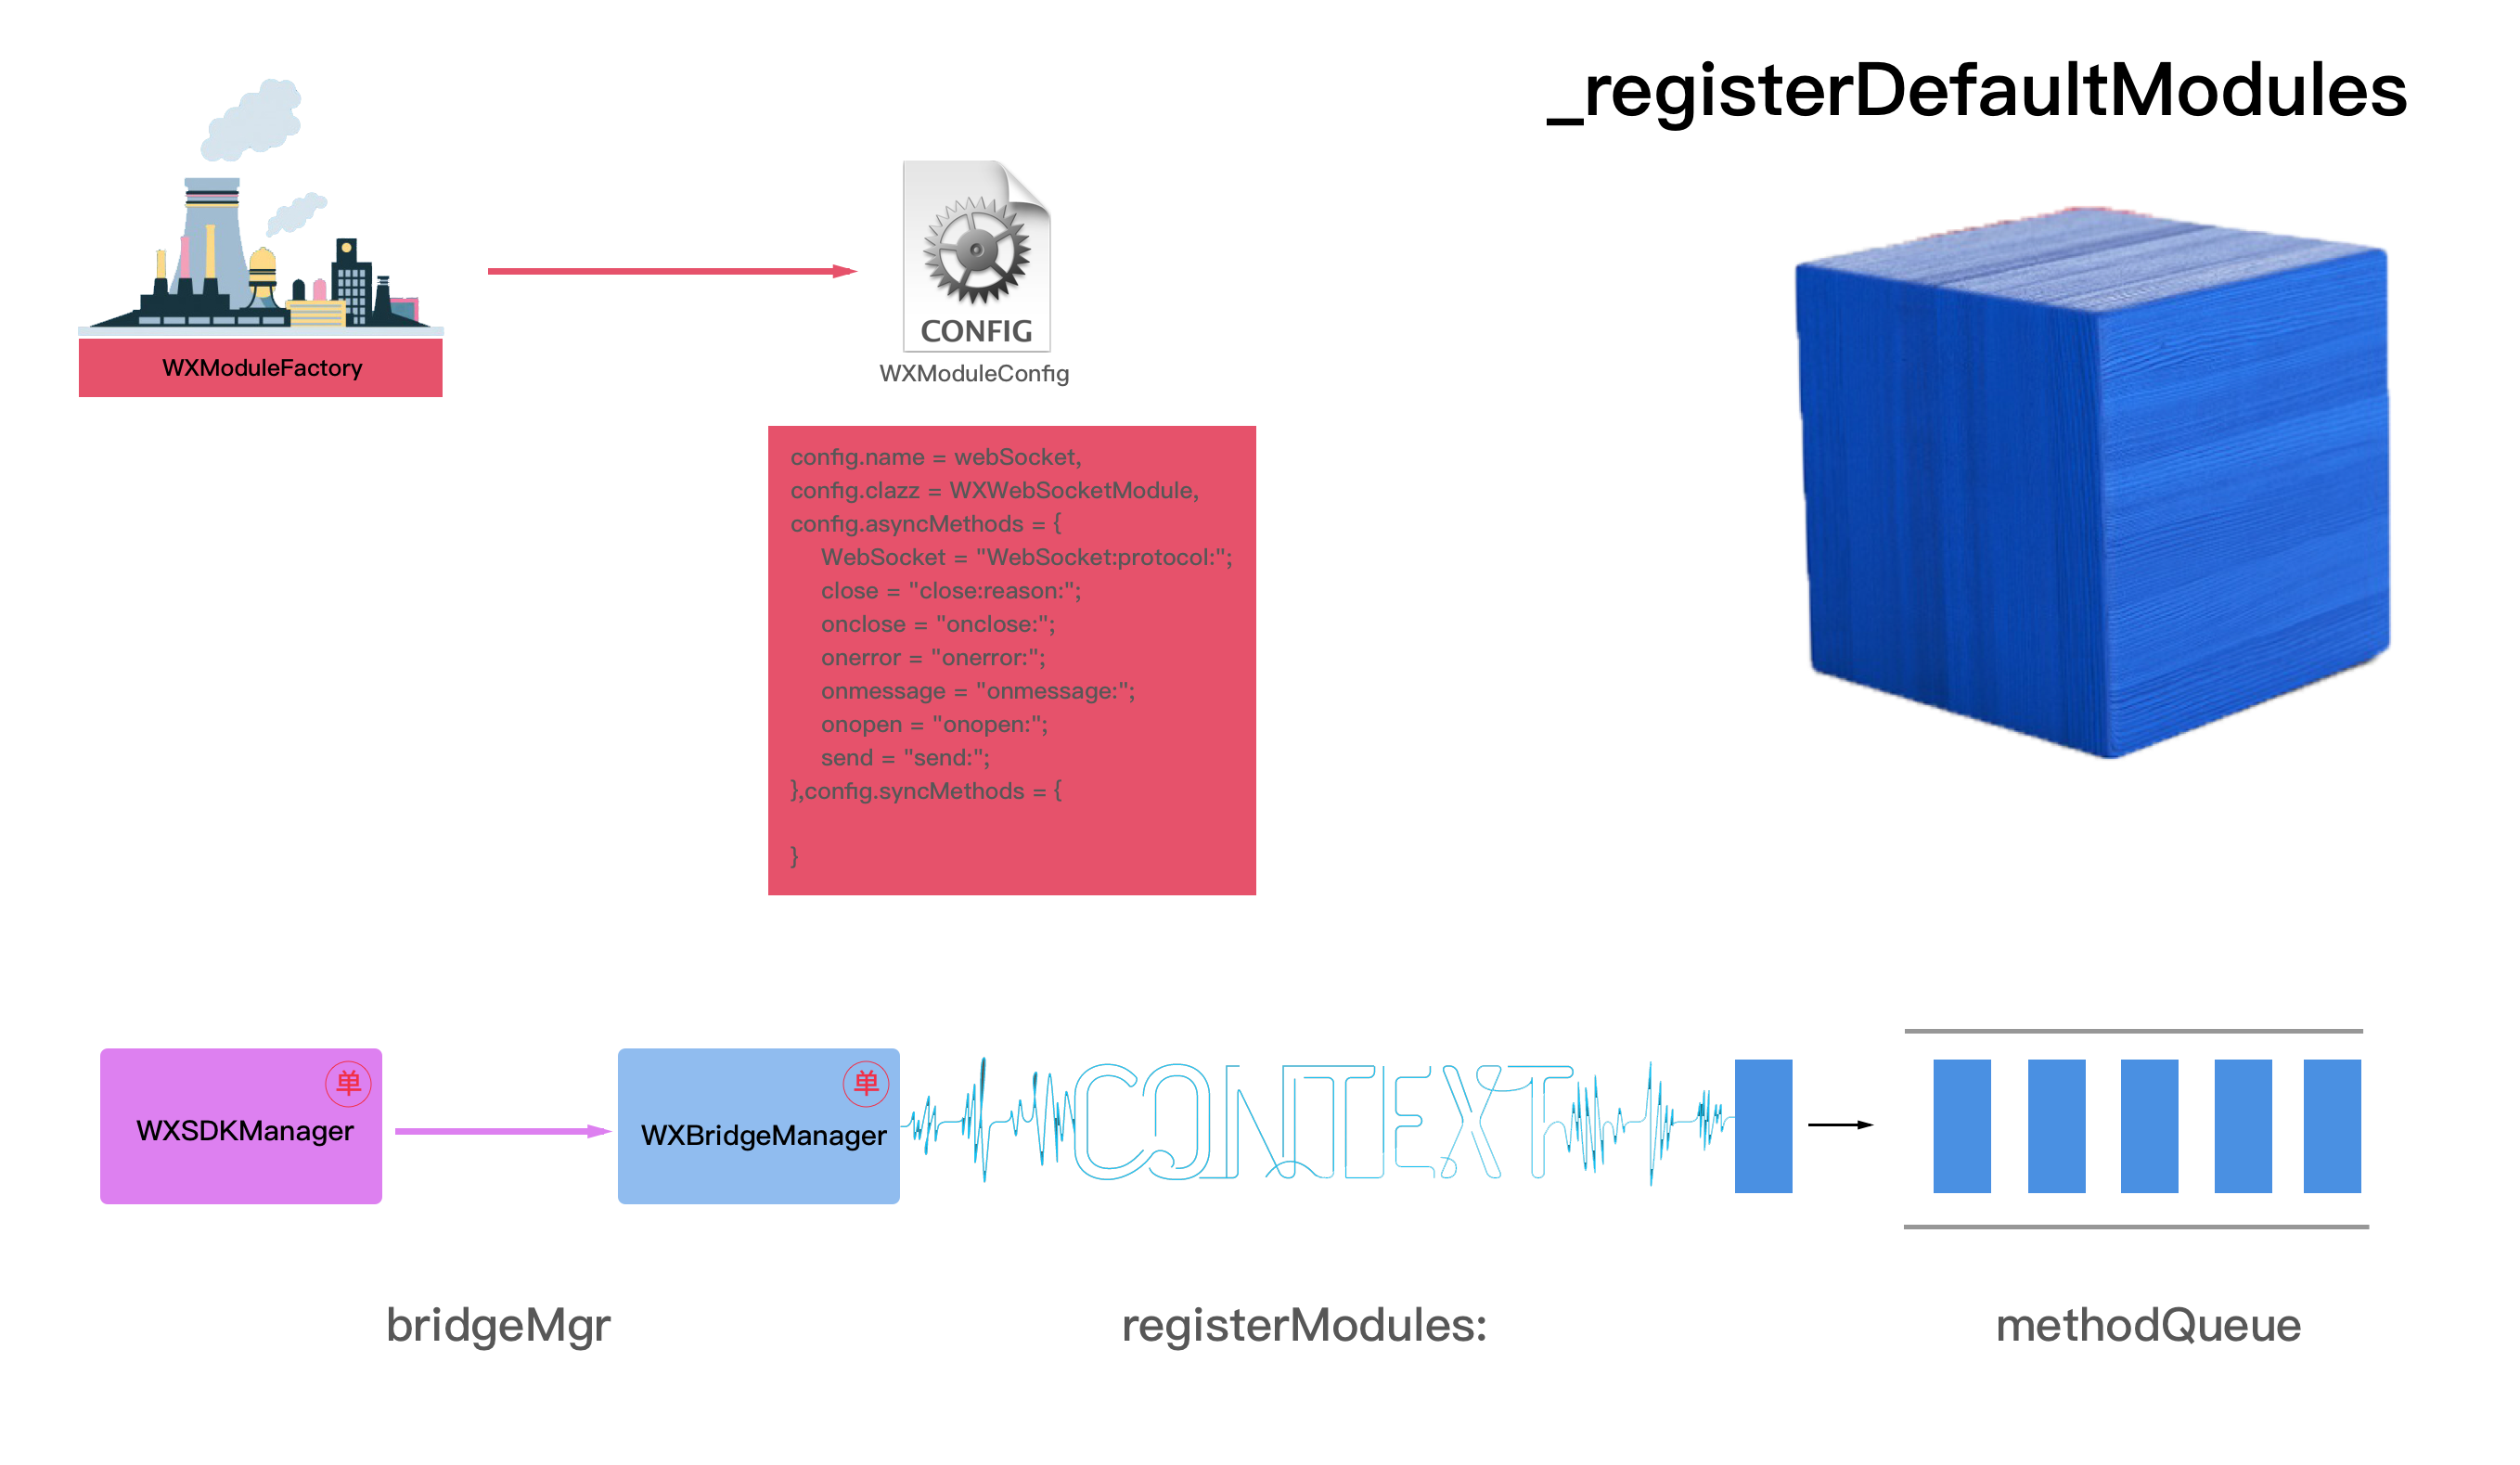 _registerDefaultModules
CONFIG
WXModuleFactory
WXModuleConfig
config.name = webSocket,
config.clazz = WXWebSocketModule,
config.asyncMethods = {
WebSocket = "WebSocket:protocol:";
close = "close:reason:";
onclose = "onclose:";
onerror = "onerror:";
onmessage = "onmessage:";
onopen = "onopen:";
send = "send:";
},config.syncMethods = {
}
单
WXSDKManager
单
WXBridgeManager
CONTEXT
bridgeMgr
registerModules:
methodQueue